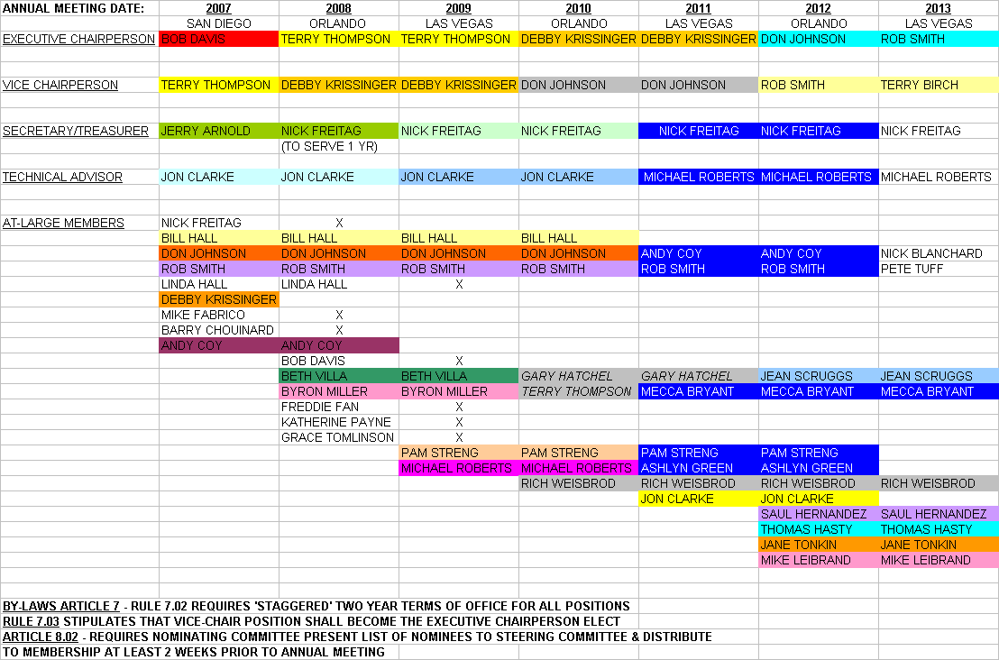 ANNUAL MEETING DATE: 2007 2008 2009 2010 2011 2012 2013
SAN DIEGO ORLANDO LAS VEGAS ORLANDO LAS VEGAS ORLANDO LAS VEGAS
EXECUTIVE CHAIRPERSON BOB DAVIS TERRY THOMPSON TERRY THOMPSON DEBBY KRISSINGER DEBBY KRISSINGER DON JOHNSON ROB SMITH
VICE CHAIRPERSON TERRY THOMPSON DEBBY KRISSINGER DEBBY KRISSINGER DON JOHNSON DON JOHNSON ROB SMITH TERRY BIRCH
SECRETARY/TREASURER JERRY ARNOLD NICK FREITAG NICK FREITAG NICK FREITAG NICK FREITAG NICK FREITAG NICK FREITAG
(TO SERVE 1 YR)
TECHNICAL ADVISOR JON CLARKE JON CLARKE JON CLARKE JON CLARKE MICHAEL ROBERTS MICHAEL ROBERTS MICHAEL ROBERTS
AT-LARGE MEMBERS NICK FREITAG X
BILL HALL BILL HALL BILL HALL BILL HALL
DON JOHNSON DON JOHNSON DON JOHNSON DON JOHNSON ANDY COY ANDY COY NICK BLANCHARD
ROB SMITH ROB SMITH ROB SMITH ROB SMITH ROB SMITH ROB SMITH PETE TUFF
LINDA HALL LINDA HALL X
DEBBY KRISSINGER
MIKE FABRICO X
BARRY CHOUINARD X
ANDY COY ANDY COY
BOB DAVIS X
BETH VILLA BETH VILLA GARY HATCHEL GARY HATCHEL JEAN SCRUGGS JEAN SCRUGGS
BYRON MILLER BYRON MILLER TERRY THOMPSON MECCA BRYANT MECCA BRYANT MECCA BRYANT
FREDDIE FAN X
KATHERINE PAYNE X
GRACE TOMLINSON X
PAM STRENG PAM STRENG PAM STRENG PAM STRENG
MICHAEL ROBERTS MICHAEL ROBERTS ASHLYN GREEN ASHLYN GREEN
RICH WEISBROD RICH WEISBROD RICH WEISBROD RICH WEISBROD
JON CLARKE JON CLARKE
SAUL HERNANDEZ SAUL HERNANDEZ
THOMAS HASTY THOMAS HASTY
JANE TONKIN JANE TONKIN
MIKE LEIBRAND MIKE LEIBRAND
BY-LAWS ARTICLE 7 - RULE 7.02 REQUIRES 'STAGGERED' TWO YEAR TERMS OF OFFICE FOR ALL POSITIONS
RULE 7.03 STIPULATES THAT VICE-CHAIR POSITION SHALL BECOME THE EXECUTIVE CHAIRPERSON ELECT
ARTICLE 8.02 - REQUIRES NOMINATING COMMITTEE PRESENT LIST OF NOMINEES TO STEERING COMMITTEE & DISTRIBUTE
TO MEMBERSHIP AT LEAST 2 WEEKS PRIOR TO ANNUAL MEETING